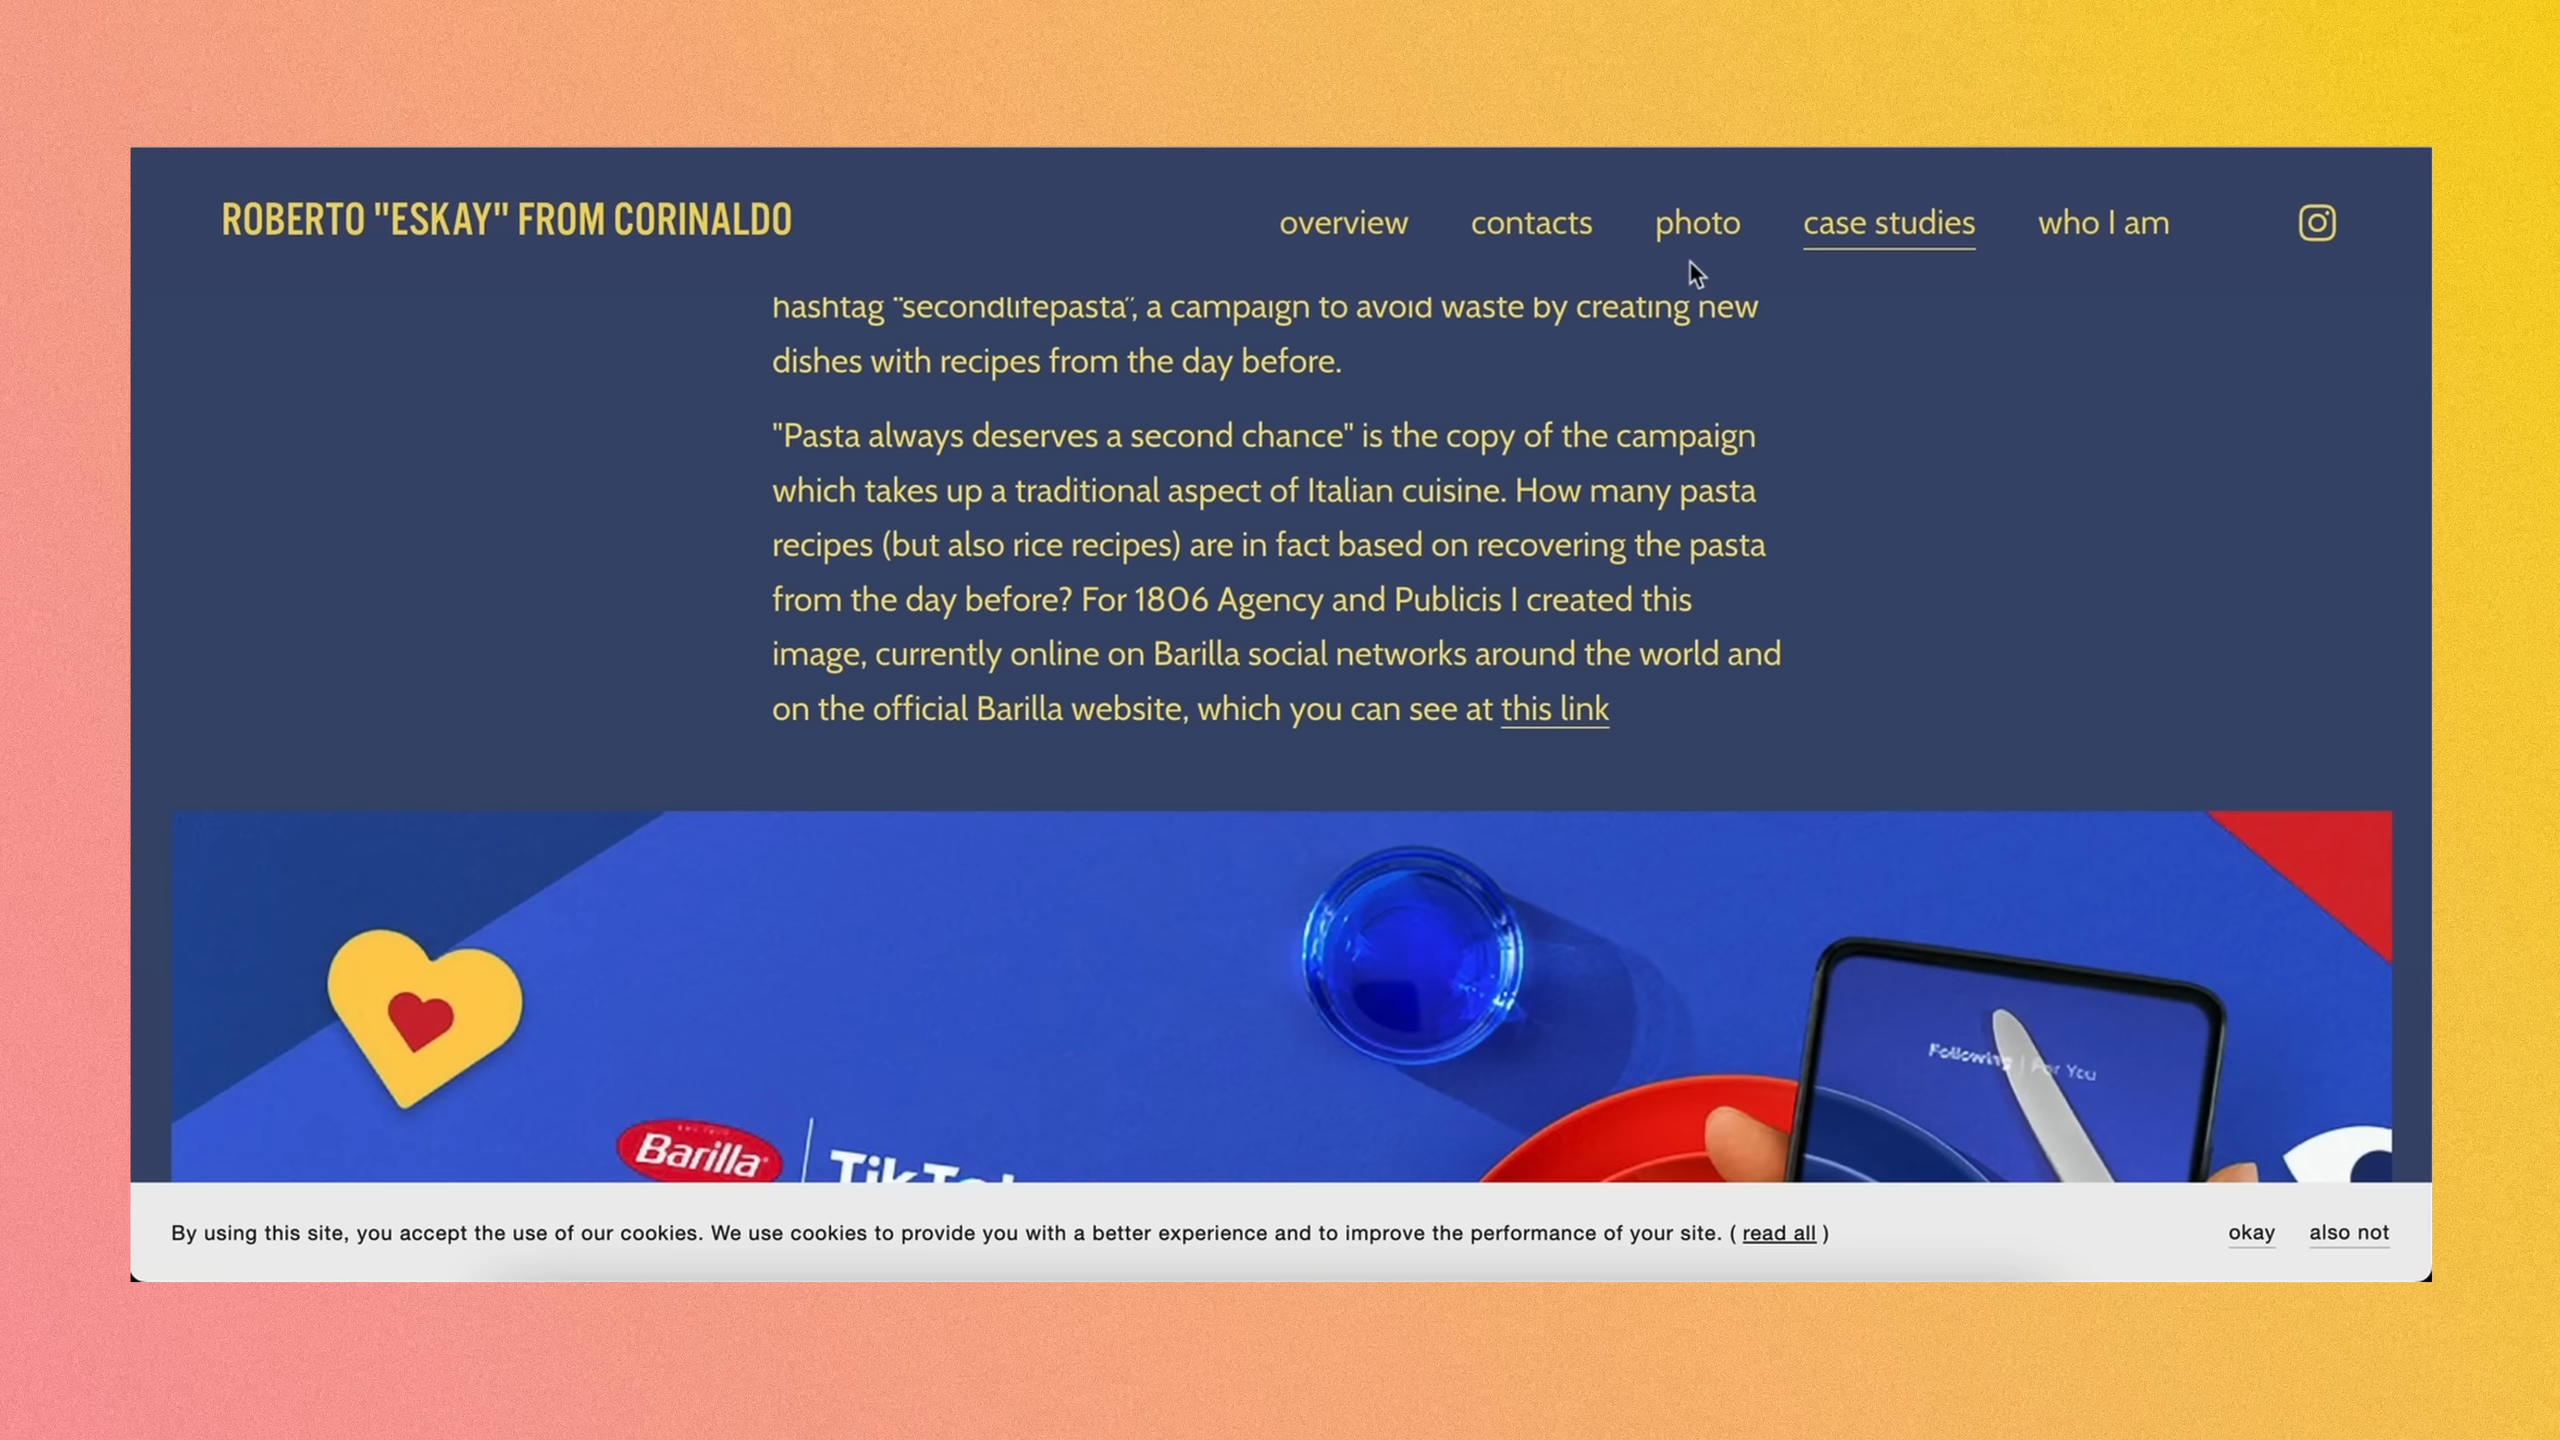 ROBERTO "ESKAY" FROM CORINALDO
overview
contacts
photo
case studies
who I am
hashtag "secondlifepasta", a campaign to avoid waste by creating new
dishes with recipes from the day before.
"Pasta always deserves a second chance" is the copy of the campaign
which takes up a traditional aspect of Italian cuisine. How many pasta
recipes (but also rice recipes) are in fact based on recovering the pasta
from the day before? For 1806 Agency and Publicis I created this
image, currently online on Barilla social networks around the world and
on the official Barilla website, which you can see at this link
Following | For You
Barilla
TikTok
By using this site, you accept the use of our cookies. We use cookies to provide you with a better experience and to improve the performance of your site. ( read all )
okay
also not